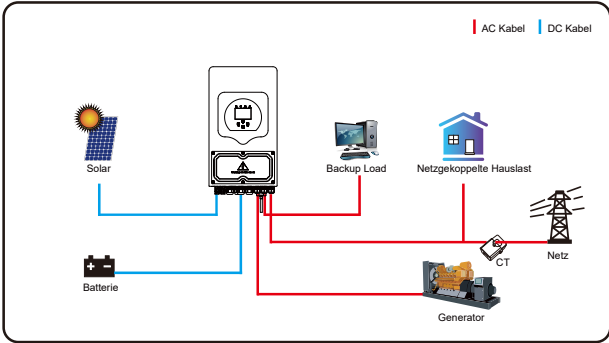 AC Kabel
DC Kabel
Solar
Backup Load
Netzgekoppelte Hauslast
CT
Netz
Batterie
Generator